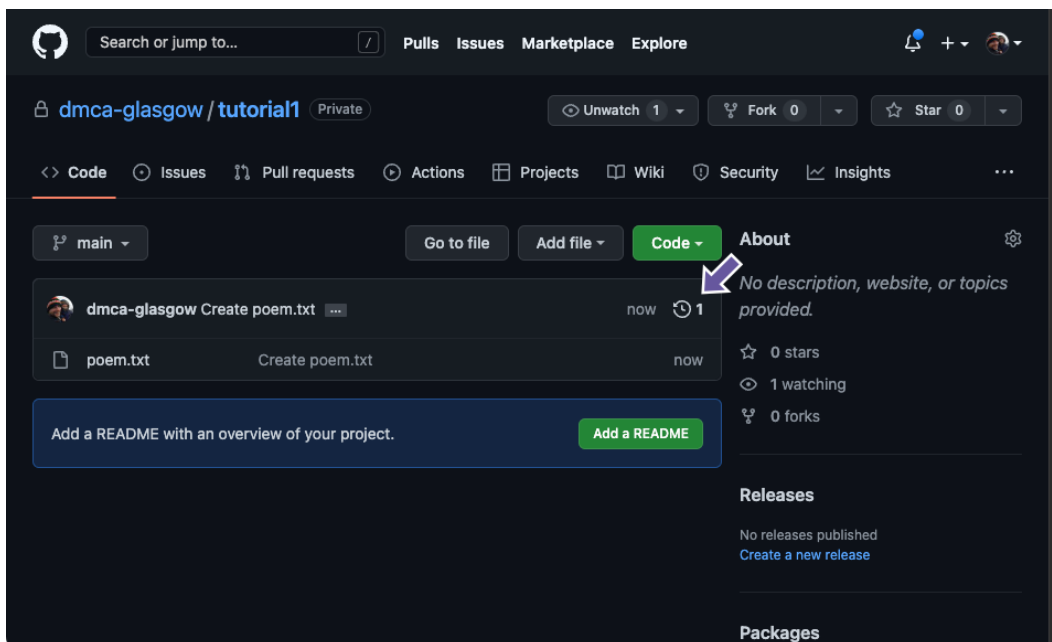 Search or jump to... /
Pulls Issues Marketplace Explore
dmca-glasgow / tutorial1 Private
Unwatch 1 Fork 0 Star 0
Code Issues Pull requests Actions Projects Wiki Security Insights ...
main Go to file Add file Code
dmca-glasgow Create poem.txt ... now 1
poem.txt Create poem.txt now
Add a README with an overview of your project. Add a README
About
No description, website, or topics
provided.
0 stars
1 watching
0 forks
Releases
No releases published
Create a new release
Packages